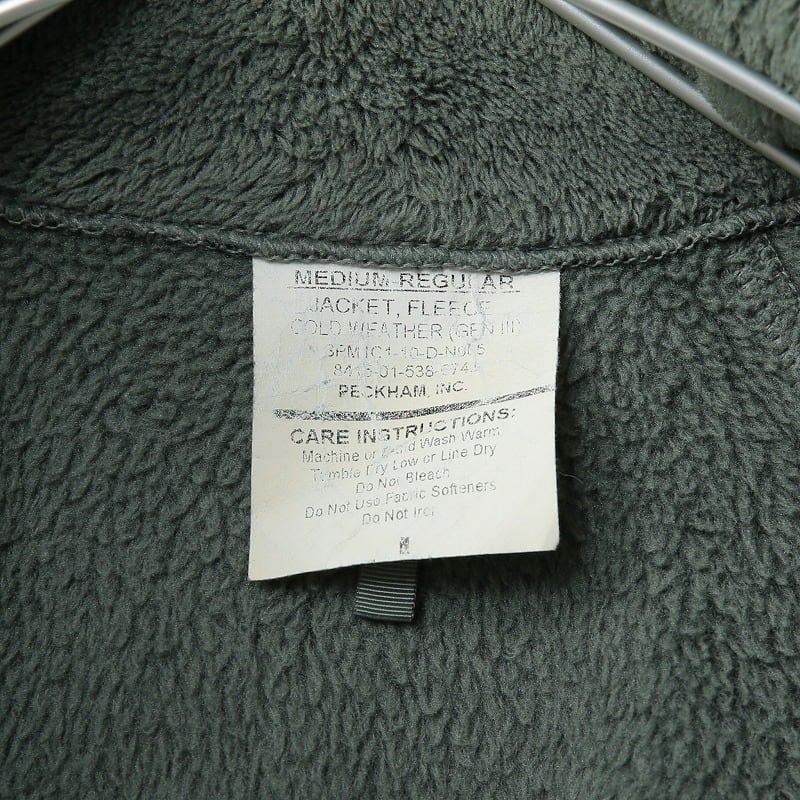 MEDIUM-REGULAR
JACKET, FLEECE
COLD WEATHER (GEN III)
PECKHAM, INC.
CARE INSTRUCTIONS:
Machine or Hand Wash Warm
Tumble Dry Low or Line Dry
Do Not Bleach
Do Not Use Fabric Softeners
Do Not Iron